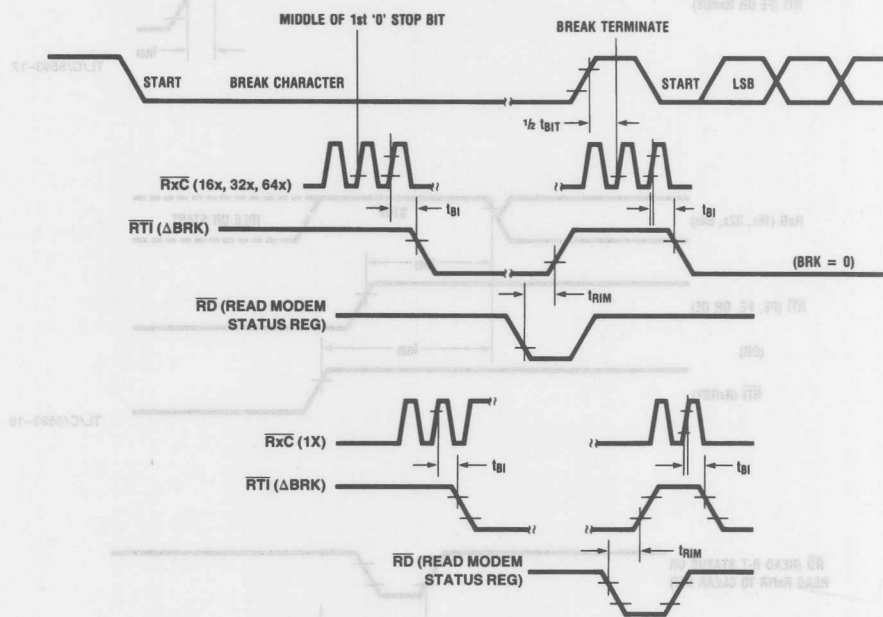 MIDDLE OF 1st '0' STOP BIT
BREAK TERMINATE
START
BREAK CHARACTER
START
LSB
½ tBIT
RxC (16x, 32x, 64x)
tBI
tBI
RTI (ΔBRK)
(BRK = 0)
tRIM
RD (READ MODEM
STATUS REG)
RxC (1X)
tBI
tBI
RTI (ΔBRK)
tRIM
RD (READ MODEM
STATUS REG)